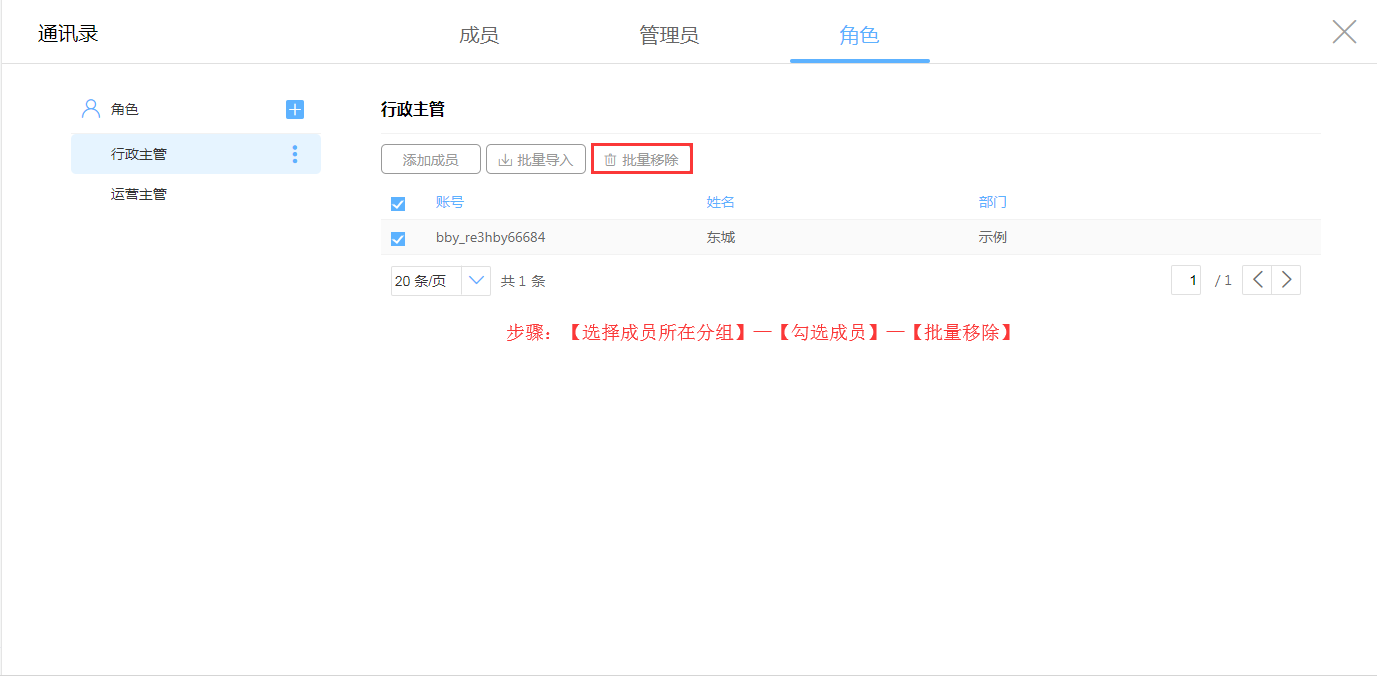 通讯录 成员 管理员 角色
角色 行政主管
行政主管 添加成员 批量导入 批量移除
运营主管 账号 姓名 部门
bby_re3hby66684 东城 示例
20 条/页 共 1 条 1 / 1
步骤：【选择成员所在分组】—【勾选成员】—【批量移除】